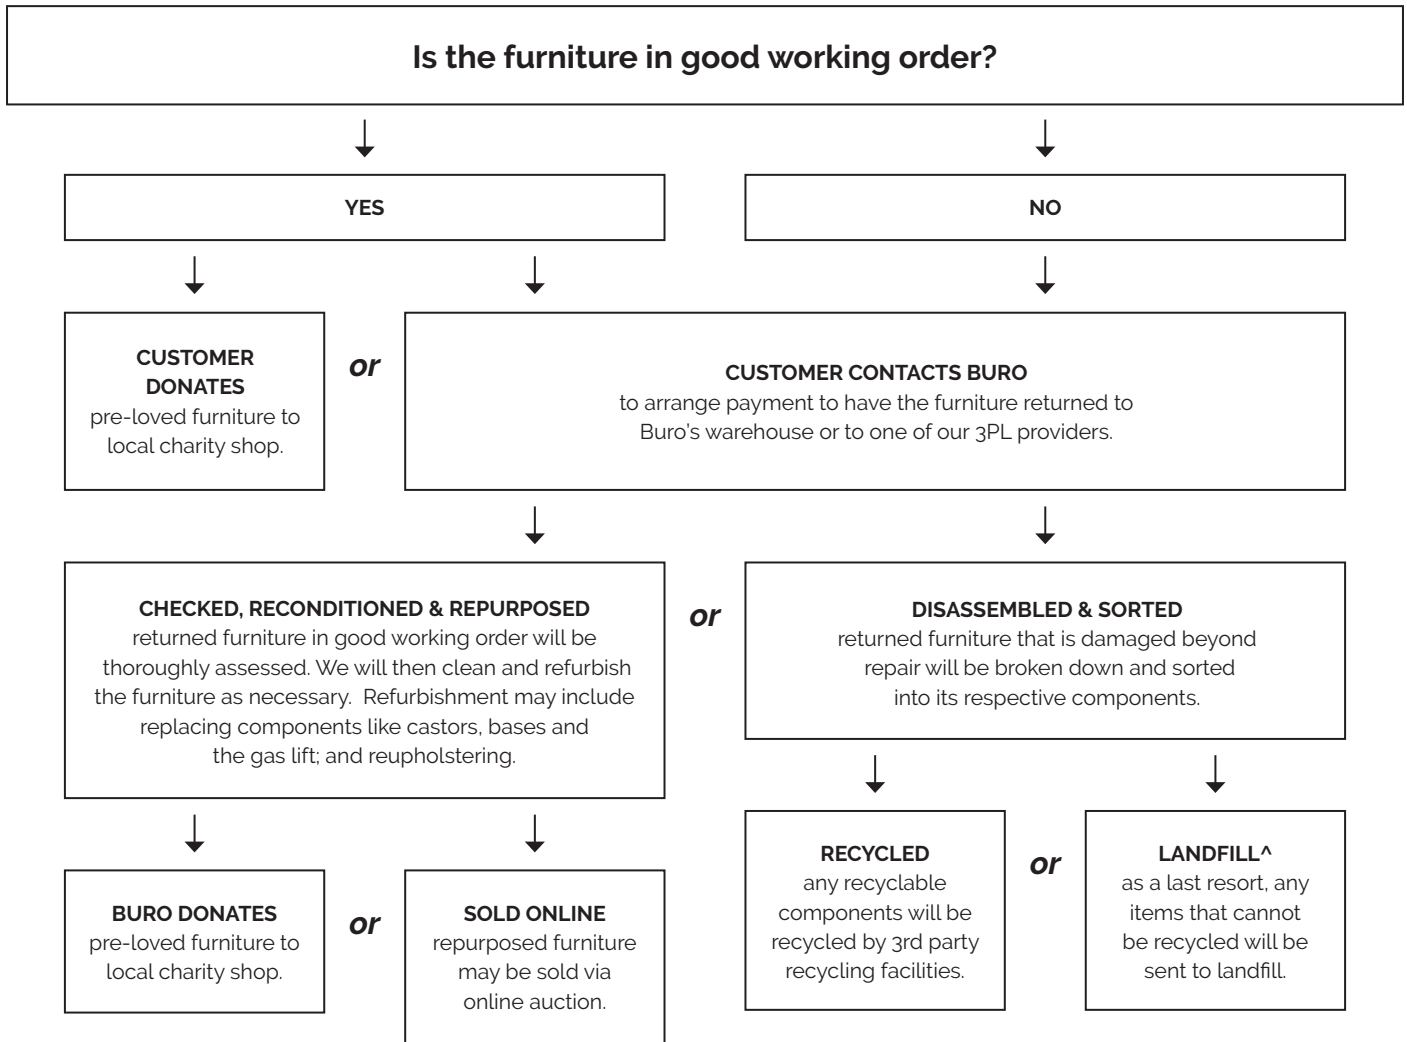 Is the furniture in good working order?
YES
NO
CUSTOMER
DONATES
pre-loved furniture to
local charity shop.
or
CUSTOMER CONTACTS BURO
to arrange payment to have the furniture returned to
Buro's warehouse or to one of our 3PL providers.
CHECKED, RECONDITIONED & REPURPOSED
returned furniture in good working order will be
thoroughly assessed. We will then clean and refurbish
the furniture as necessary.  Refurbishment may include
replacing components like castors, bases and
the gas lift; and reupholstering.
or
DISASSEMBLED & SORTED
returned furniture that is damaged beyond
repair will be broken down and sorted
into its respective components.
BURO DONATES
pre-loved furniture to
local charity shop.
or
SOLD ONLINE
repurposed furniture
may be sold via
online auction.
RECYCLED
any recyclable
components will be
recycled by 3rd party
recycling facilities.
or
LANDFILL^
as a last resort, any
items that cannot
be recycled will be
sent to landfill.